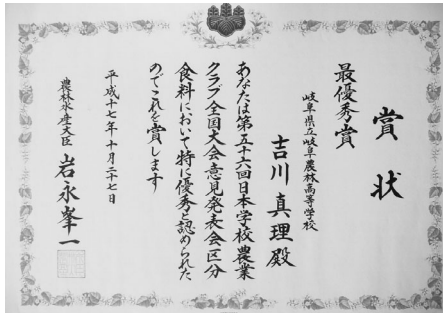 賞状
最優秀賞
岐阜県立岐阜農林高等学校
吉川真理殿
あなたは第五十六回日本学校農業
クラブ全国大会意見発表会区分
食料において特に優秀と認められた
のでこれを賞します
平成十七年十月二十七日
農林水産大臣 岩永峯一